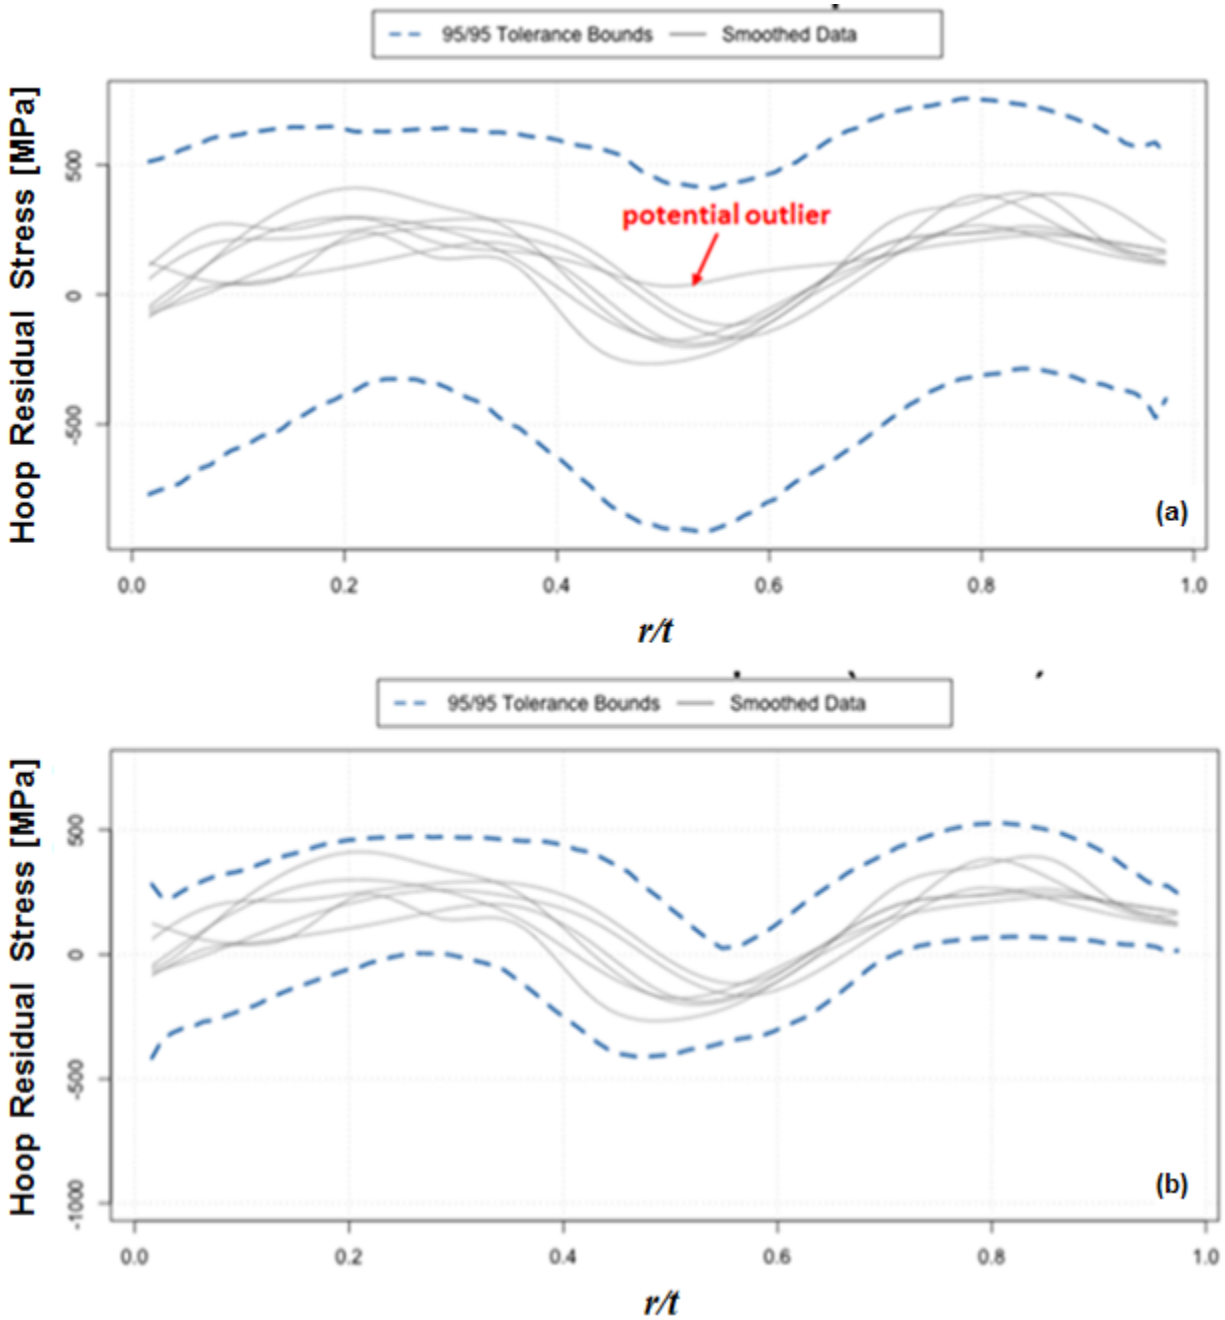 95/95 Tolerance Bounds Smoothed Data
Hoop Residual Stress [MPa]
500
0
-500
potential outlier
(a)
0.0 0.2 0.4 0.6 0.8 1.0
r/t
95/95 Tolerance Bounds Smoothed Data
Hoop Residual Stress [MPa]
500
0
-500
-1000
(b)
0.0 0.2 0.4 0.6 0.8 1.0
r/t